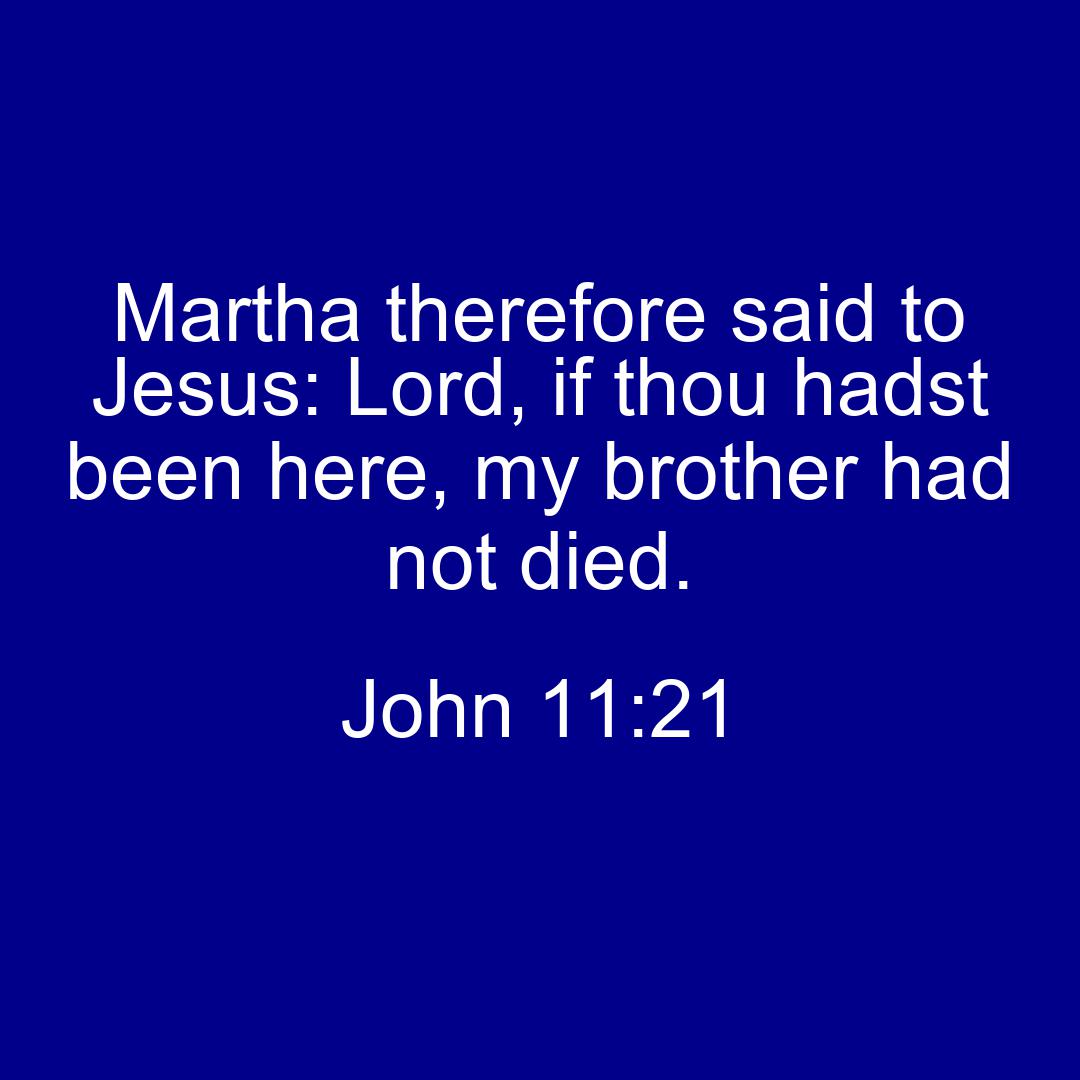 Martha therefore said to
Jesus: Lord, if thou hadst
been here, my brother had
not died.
John 11:21